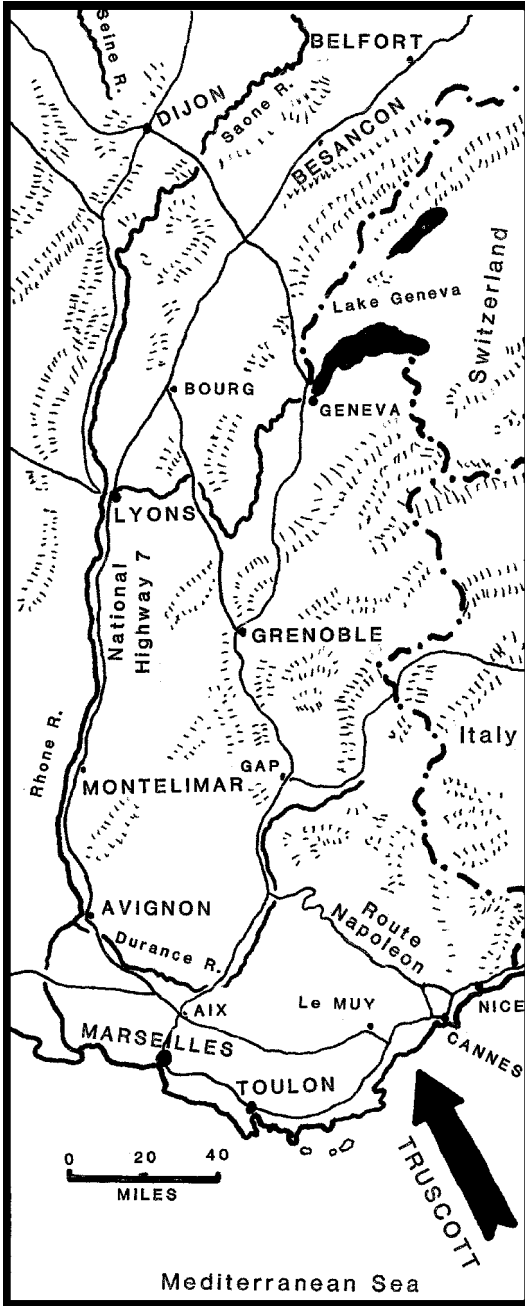 Seine R.
BELFORT
DIJON
Saone R.
BESANCON
Lake Geneva
Switzerland
BOURG
GENEVA
LYONS
National
Highway 7
GRENOBLE
Rhone R.
Italy
GAP
MONTELIMAR
AVIGNON
Route
Napoleon
Durance R.
AIX
Le MUY
NICE
MARSEILLES
CANNES
TOULON
TRUSCOTT
0 20 40
MILES
Mediterranean Sea